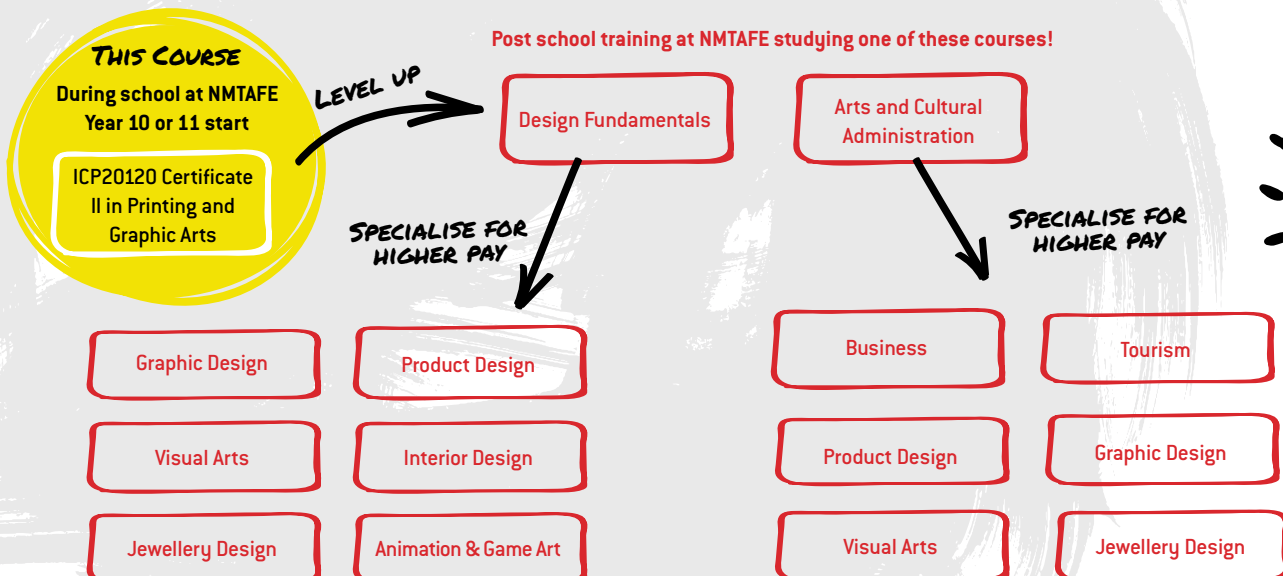 THIS COURSE
During school at NMTAFE
Year 10 or 11 start
ICP20120 Certificate
II in Printing and
Graphic Arts
LEVEL UP
Post school training at NMTAFE studying one of these courses!
Design Fundamentals
Arts and Cultural
Administration
SPECIALISE FOR
HIGHER PAY
SPECIALISE FOR
HIGHER PAY
Graphic Design
Product Design
Visual Arts
Interior Design
Jewellery Design
Animation & Game Art
Business
Tourism
Product Design
Graphic Design
Visual Arts
Jewellery Design